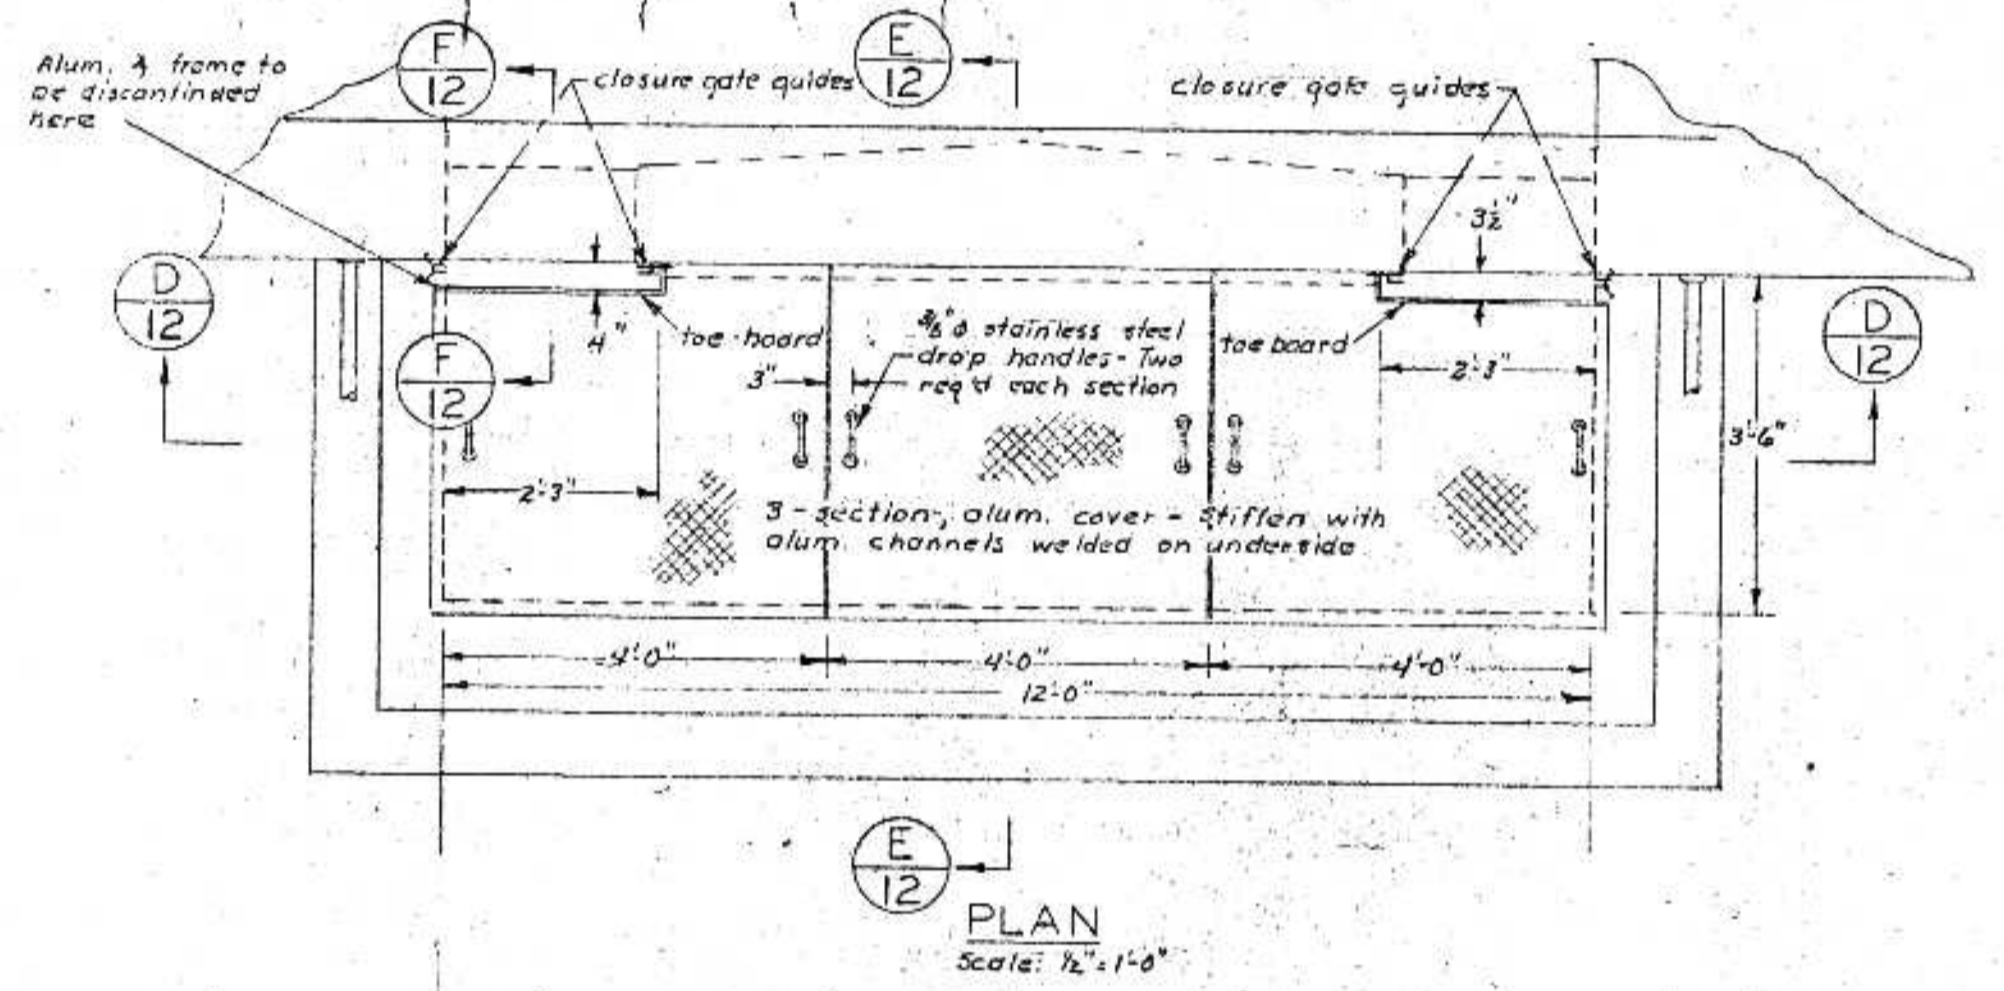 F
12
E
12
Alum. & frame to
be discontinued
here
closure gate guides
closure gate guides
3½"
D
12
D
12
4"
toe-board
3"
3/8"ø stainless steel
drop handles - Two
req'd each section
toe board
2'-3"
F
12
3'-6"
2'-3"
3-section, alum. cover - Stiffen with
alum. channels welded on underside
4'-0"
4'-0"
4'-0"
12'-0"
E
12
PLAN
Scale: ½" = 1'-0"